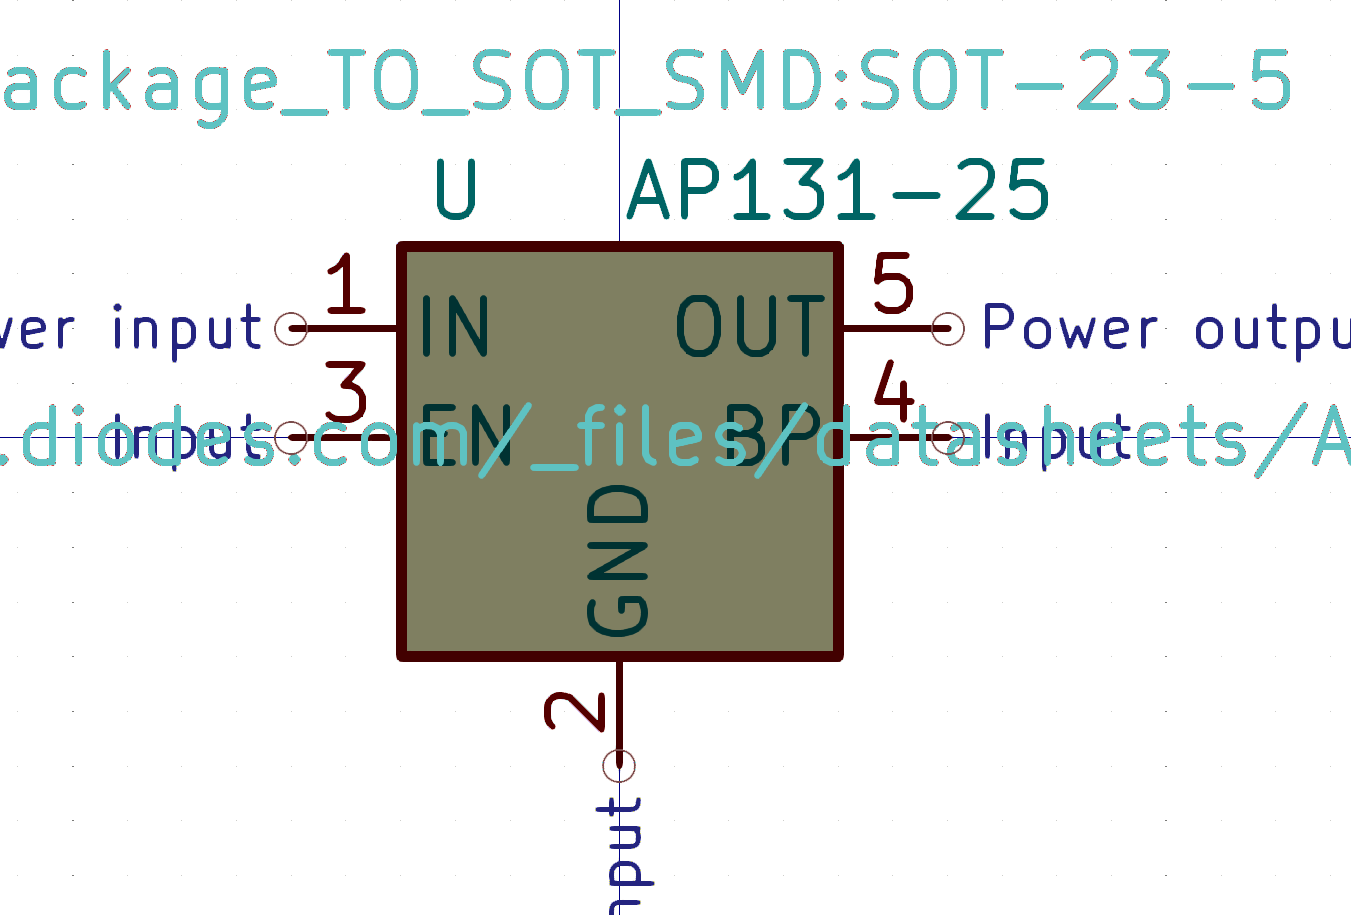 ackage_TO_SOT_SMD:SOT-23-5
U AP131-25
1 5
wer input IN OUT Power outpu
3 4
Input EN BP Input
.diodes.com/_files/datasheets/A
GND
2
nput